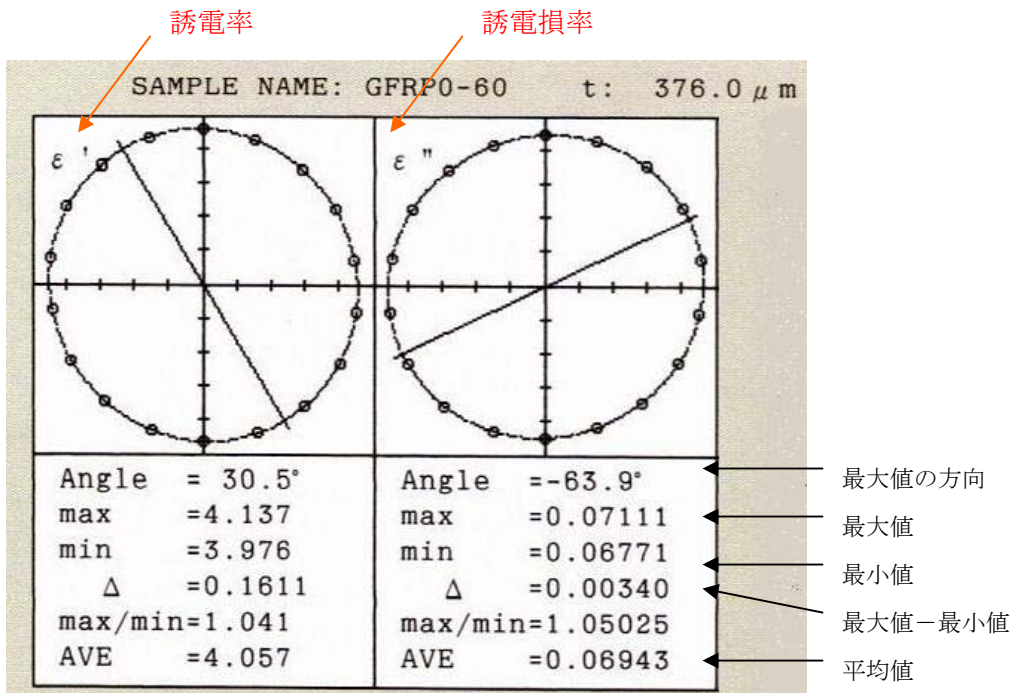 誘電率 誘電損率
SAMPLE NAME: GFRP0-60 t: 376.0 μm
ε ' ε "
Angle = 30.5° Angle =-63.9° 最大値の方向
max =4.137 max =0.07111 最大値
min =3.976 min =0.06771 最小値
Δ =0.1611 Δ =0.00340 最大値－最小値
max/min=1.041 max/min=1.05025
AVE =4.057 AVE =0.06943 平均値